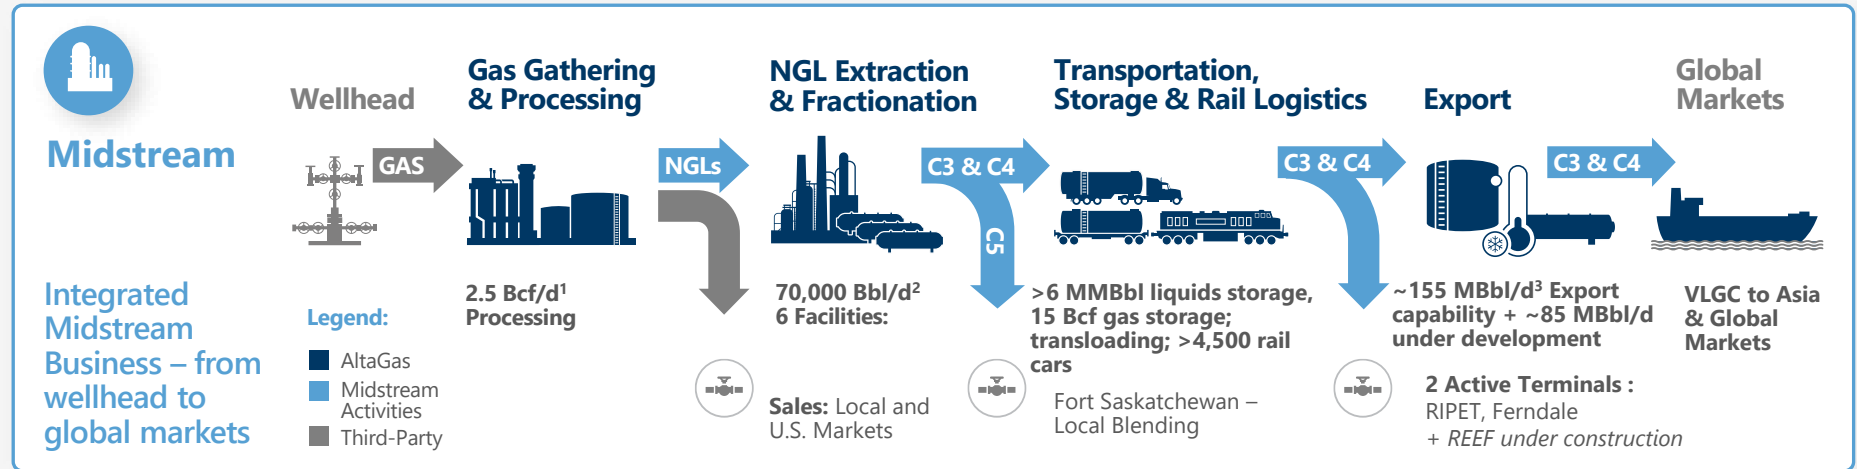 Midstream
Integrated
Midstream
Business – from
wellhead to
global markets
Wellhead
GAS
Legend:
AltaGas
Midstream
Activities
Third-Party
Gas Gathering
& Processing
2.5 Bcf/d¹
Processing
NGLs
NGL Extraction
& Fractionation
70,000 Bbl/d²
6 Facilities:
Sales: Local and
U.S. Markets
C3 & C4
C5
Transportation,
Storage & Rail Logistics
>6 MMBbl liquids storage,
15 Bcf gas storage;
transloading; >4,500 rail
cars
Fort Saskatchewan –
Local Blending
C3 & C4
Export
~155 MBbl/d³ Export
capability + ~85 MBbl/d
under development
2 Active Terminals :
RIPET, Ferndale
+ REEF under construction
C3 & C4
Global
Markets
VLGC to Asia
& Global
Markets